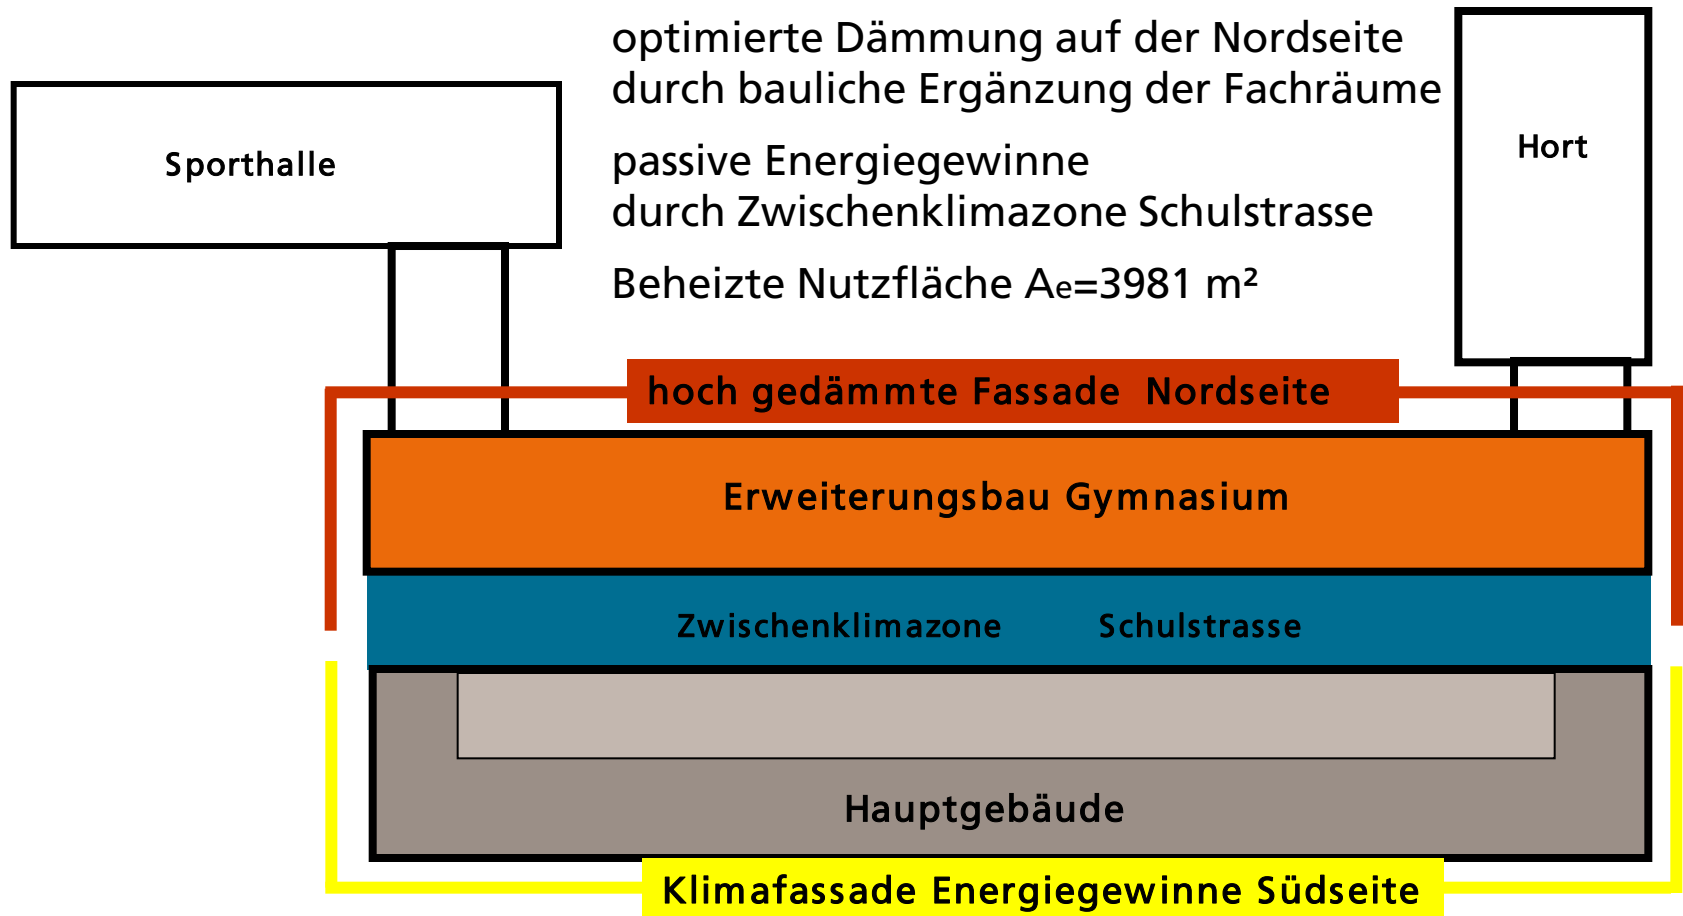 optimierte Dämmung auf der Nordseite
durch bauliche Ergänzung der Fachräume
passive Energiegewinne
durch Zwischenklimazone Schulstrasse
Beheizte Nutzfläche Ae=3981 m²
Sporthalle
Hort
hoch gedämmte Fassade Nordseite
Erweiterungsbau Gymnasium
Zwischenklimazone Schulstrasse
Hauptgebäude
Klimafassade Energiegewinne Südseite